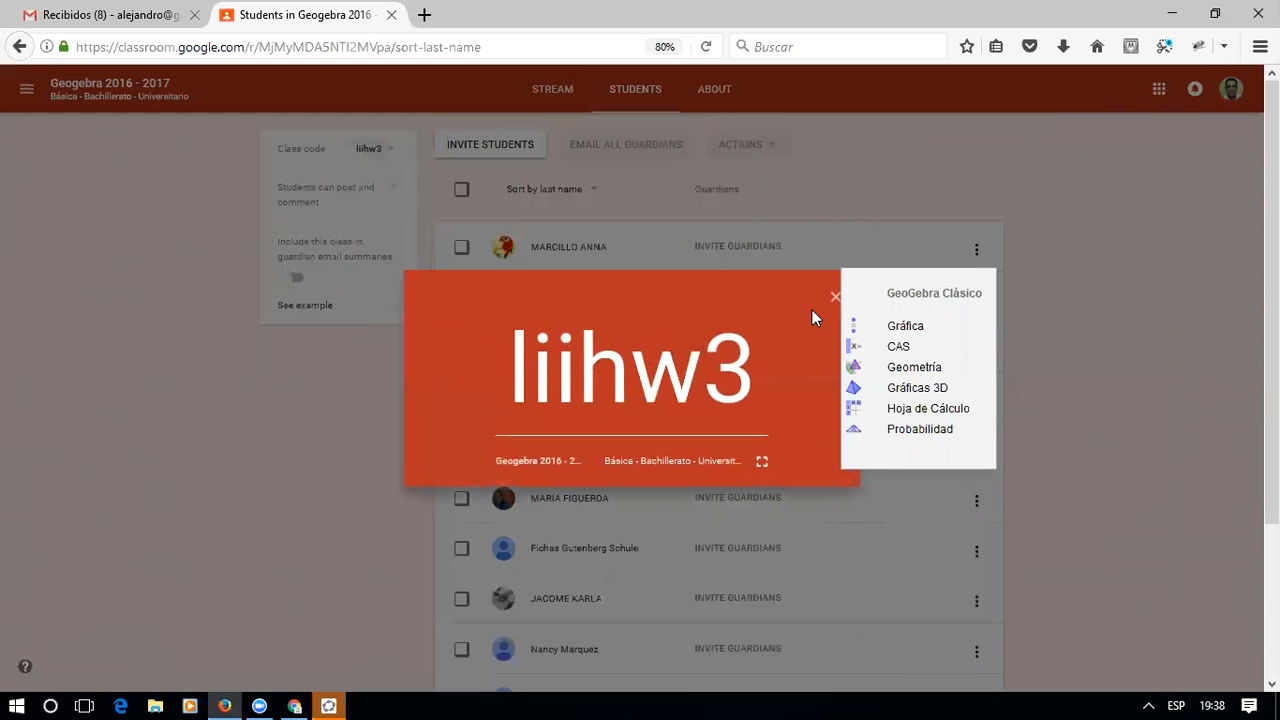 Recibidos (8) - alejandro@g
Students in Geogebra 2016 -
https://classroom.google.com/r/MjMyMDA5NTI2MVpa/sort-last-name
80%
Buscar
Geogebra 2016 - 2017
Básica - Bachillerato - Universitario
STREAM
STUDENTS
ABOUT
Class code
liihw3
Students can post and
comment
Include this class in
guardian email summaries
See example
INVITE STUDENTS
EMAIL ALL GUARDIANS
ACTIONS
Sort by last name
Guardians
MARCILLO ANNA
INVITE GUARDIANS
liihw3
Geogebra 2016 - 2...
Básica - Bachillerato - Universit...
GeoGebra Clásico
Gráfica
x= CAS
Geometría
Gráficas 3D
Hoja de Cálculo
Probabilidad
MARIA FIGUEROA
INVITE GUARDIANS
Fichas Gutenberg Schule
INVITE GUARDIANS
JACOME KARLA
INVITE GUARDIANS
Nancy Marquez
INVITE GUARDIANS
ESP
19:38